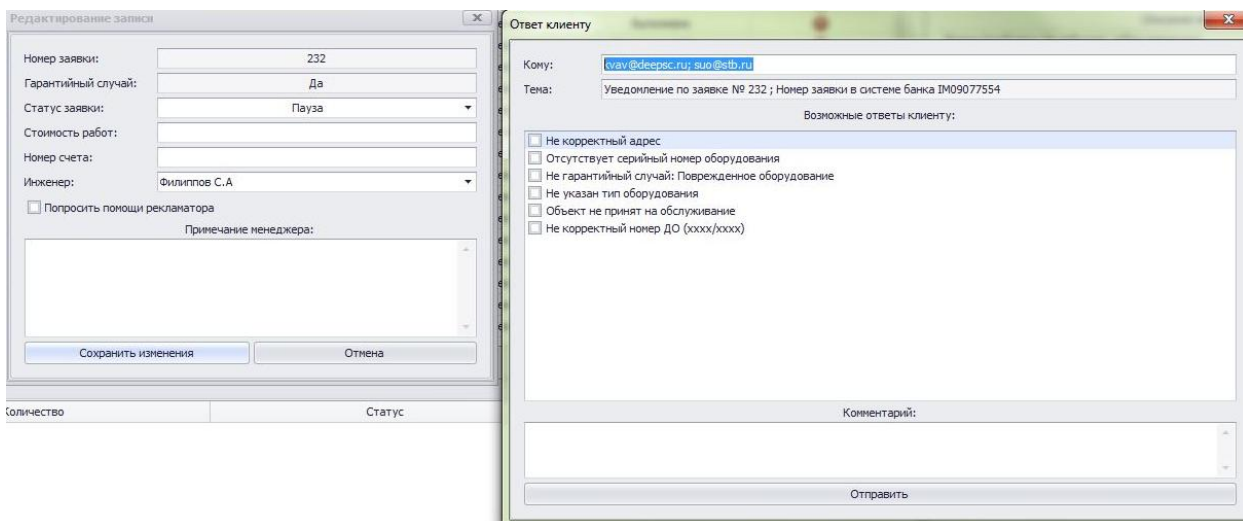 Редактирование записи
Номер заявки:
232
Гарантийный случай:
Да
Статус заявки:
Пауза
Стоимость работ:
Номер счета:
Инженер:
Филиппов С.А
Попросить помощи рекламатора
Примечание менеджера:
Сохранить изменения
Отмена
Количество
Статус
Ответ клиенту
Кому:
kvav@deepsc.ru; suo@stb.ru
Тема:
Уведомление по заявке № 232 ; Номер заявки в системе банка IM09077554
Возможные ответы клиенту:
Не корректный адрес
Отсутствует серийный номер оборудования
Не гарантийный случай: Поврежденное оборудование
Не указан тип оборудования
Объект не принят на обслуживание
Не корректный номер ДО (xxxx/xxxx)
Комментарий:
Отправить